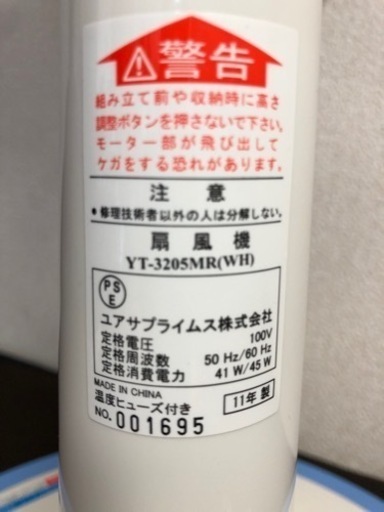 警告
組み立て前や収納時に高さ
調整ボタンを押さないで下さい。
モーター部が飛び出して
ケガをする恐れがあります。
注意
●修理技術者以外の人は分解しない。
扇風機
YT-3205MR(WH)
PSE
ユアサプライムス株式会社
定格電圧 100V
定格周波数 50 Hz/60 Hz
定格消費電力 41 W/45 W
MADE IN CHINA
温度ヒューズ付き 11年製
NO. 001695